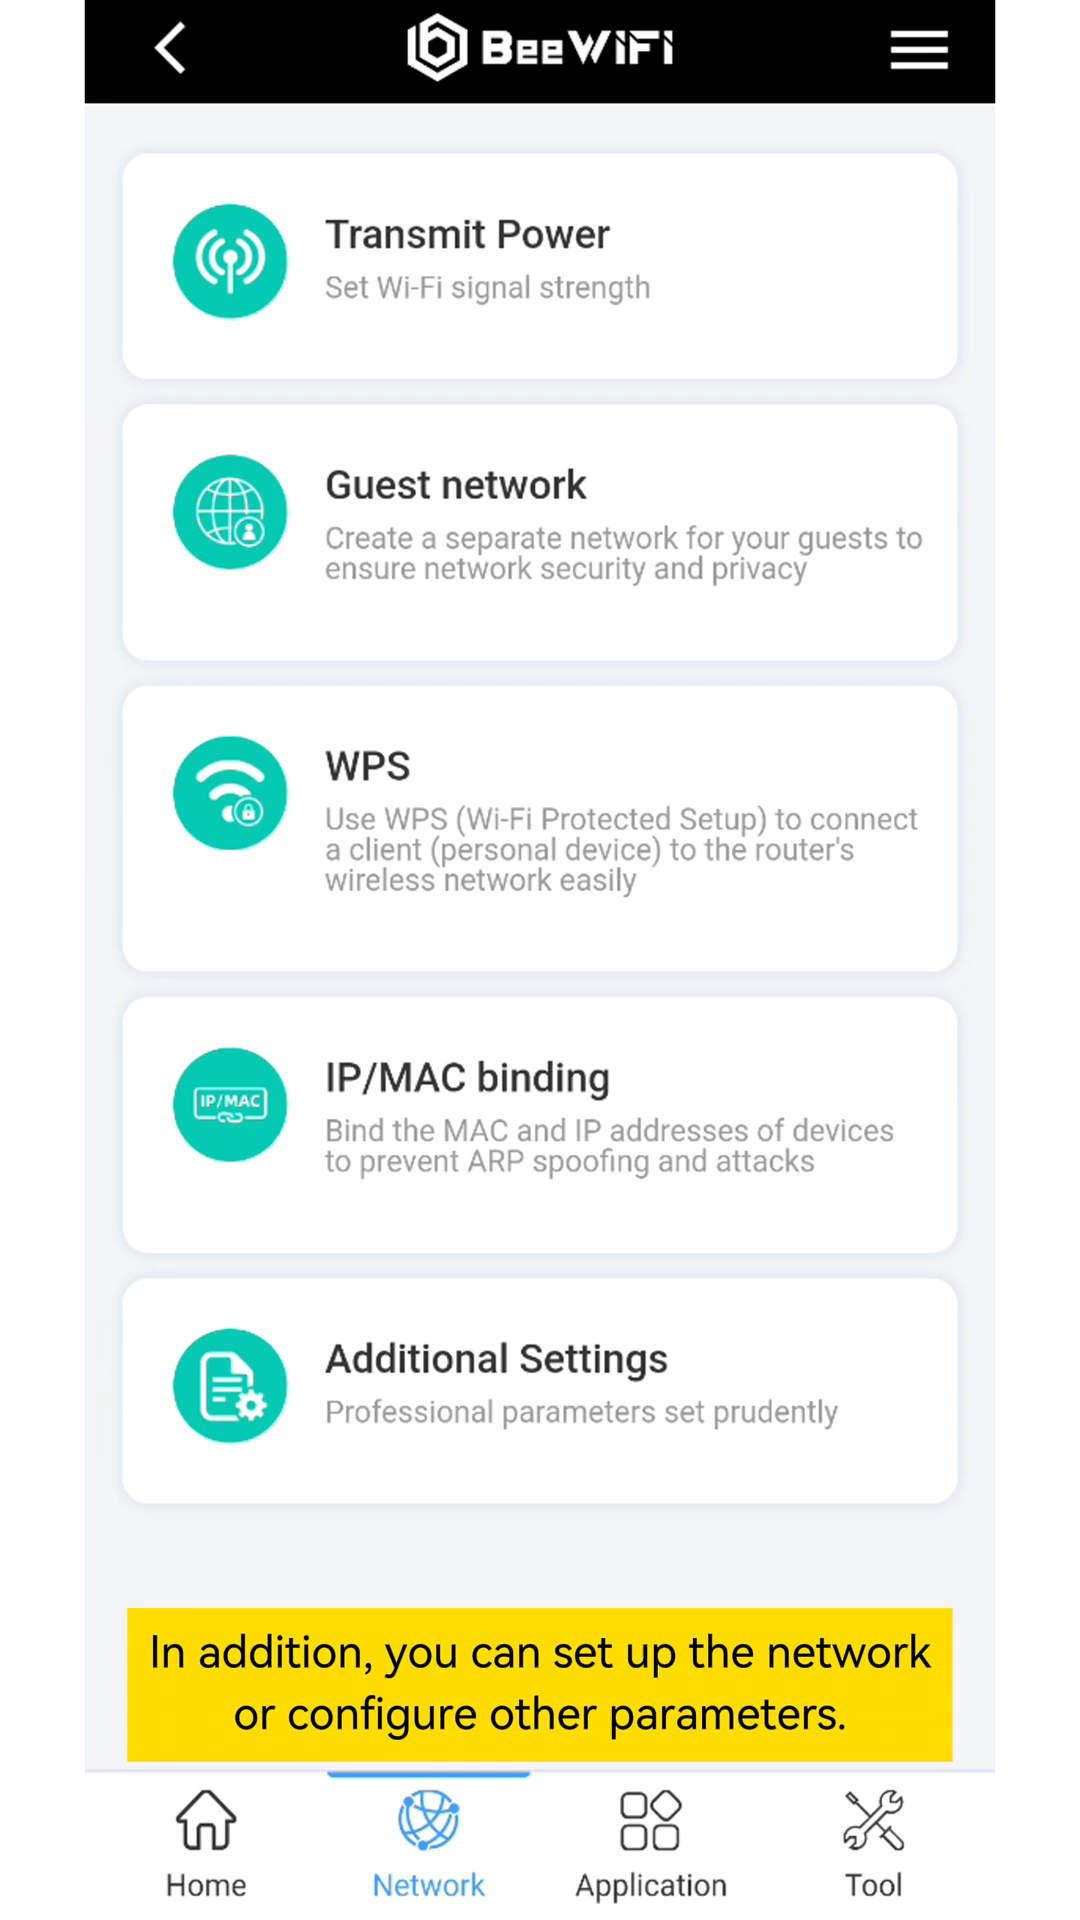 BeeWiFi
Transmit Power
Set Wi-Fi signal strength
Guest network
Create a separate network for your guests to
ensure network security and privacy
WPS
Use WPS (Wi-Fi Protected Setup) to connect
a client (personal device) to the router's
wireless network easily
IP/MAC
IP/MAC binding
Bind the MAC and IP addresses of devices
to prevent ARP spoofing and attacks
Additional Settings
Professional parameters set prudently
In addition, you can set up the network
or configure other parameters.
Home
Network
Application
Tool